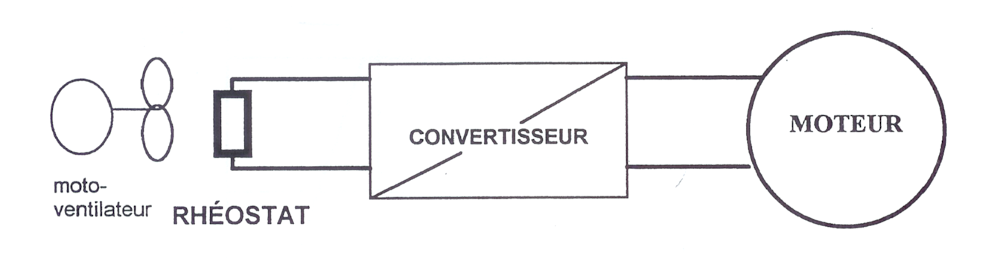 moto-
ventilateur
RHÉOSTAT
CONVERTISSEUR
MOTEUR